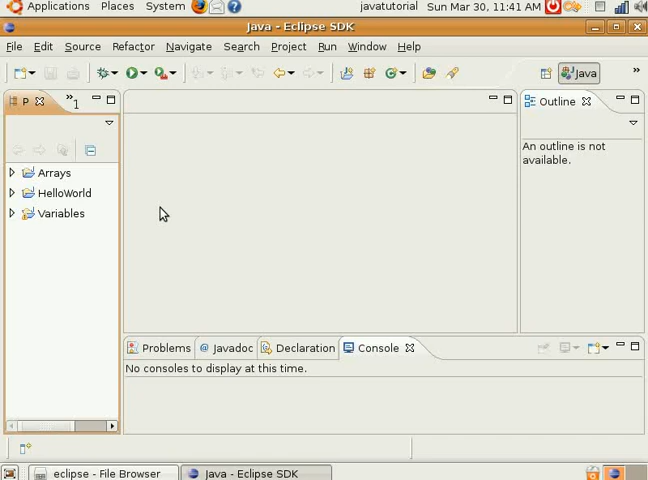 Applications Places System javatutorial Sun Mar 30, 11:41 AM
Java - Eclipse SDK
File Edit Source Refactor Navigate Search Project Run Window Help
Java »
P »1 Outline
An outline is not
available.
Arrays
HelloWorld
Variables
Problems @ Javadoc Declaration Console
No consoles to display at this time.
eclipse - File Browser Java - Eclipse SDK